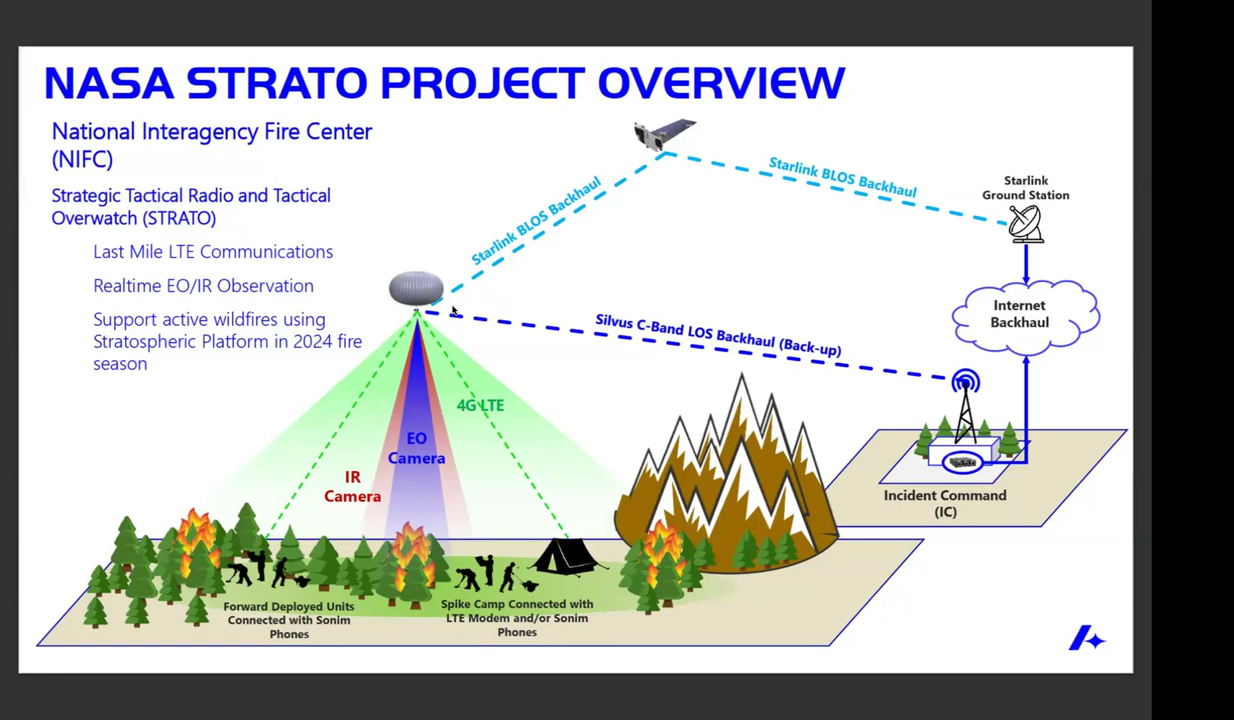 NASA STRATO PROJECT OVERVIEW
National Interagency Fire Center
(NIFC)
Strategic Tactical Radio and Tactical
Overwatch (STRATO)
Last Mile LTE Communications
Realtime EO/IR Observation
Support active wildfires using
Stratospheric Platform in 2024 fire
season
Starlink BLOS Backhaul
Starlink BLOS Backhaul
Starlink
Ground Station
Internet
Backhaul
Silvus C-Band LOS Backhaul (Back-up)
4G LTE
EO
Camera
IR
Camera
Incident Command
(IC)
Forward Deployed Units
Connected with Sonim
Phones
Spike Camp Connected with
LTE Modem and/or Sonim
Phones